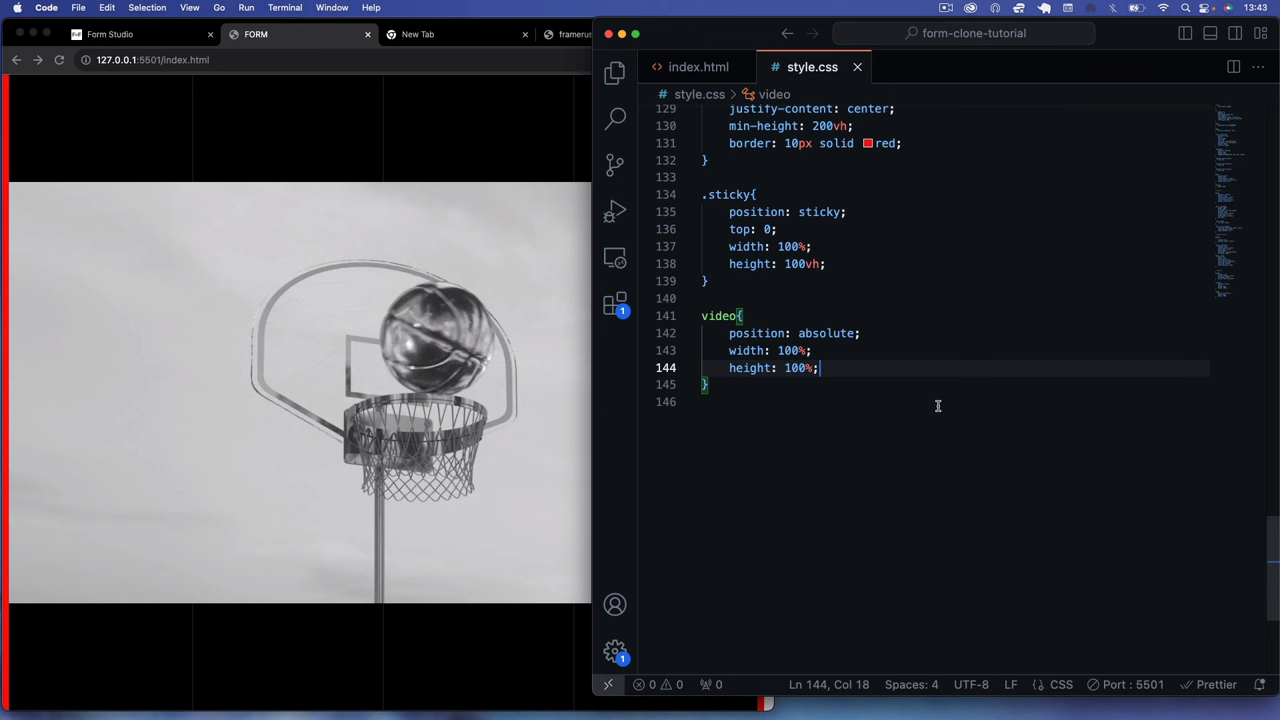 Code File Edit Selection View Go Run Terminal Window Help 13:43
Form Studio FORM New Tab framerus
127.0.0.1:5501/index.html
form-clone-tutorial
index.html # style.css
# style.css > video
129 justify-content: center;
130 min-height: 200vh;
131 border: 10px solid red;
132 }
133
134 .sticky{
135 position: sticky;
136 top: 0;
137 width: 100%;
138 height: 100vh;
139 }
140
141 video{
142 position: absolute;
143 width: 100%;
144 height: 100%;
145 }
146
1
1
0 0 0 Ln 144, Col 18 Spaces: 4 UTF-8 LF {} CSS Port : 5501 Prettier